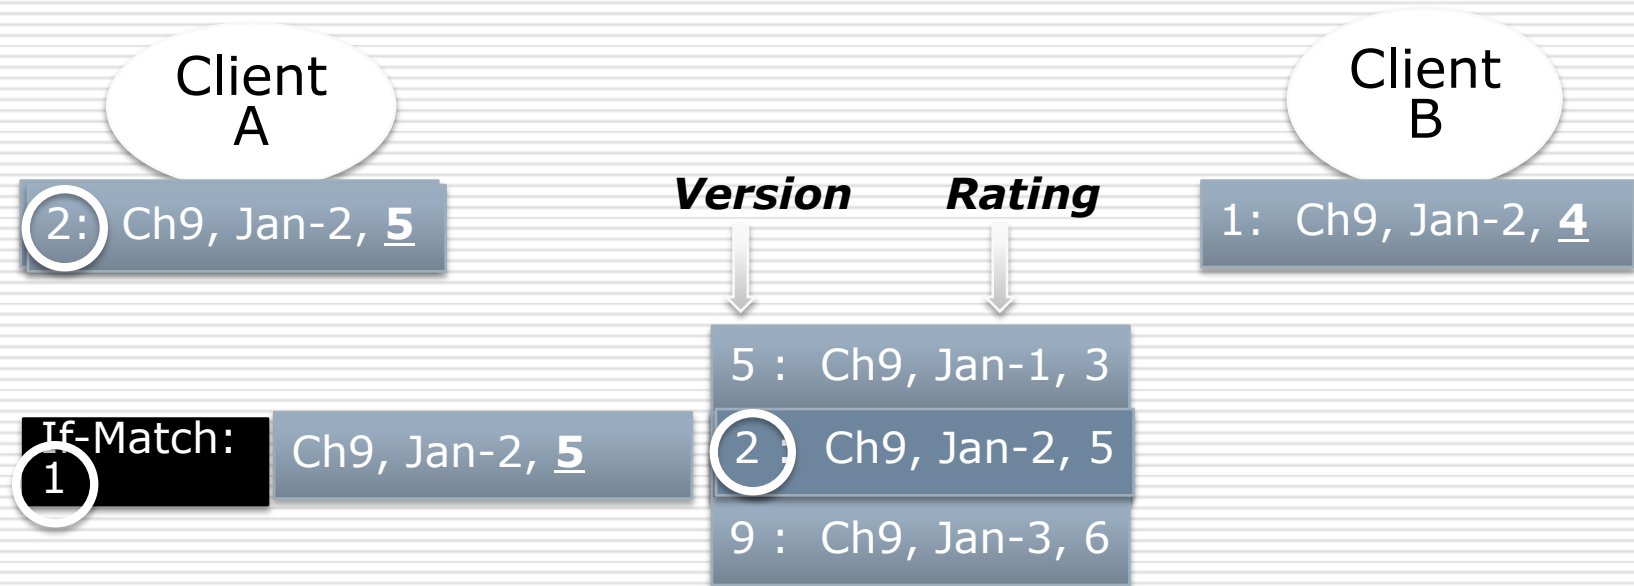 Client
A
Client
B
2: Ch9, Jan-2, 5
Version
Rating
1: Ch9, Jan-2, 4
5 : Ch9, Jan-1, 3
If-Match:
1
Ch9, Jan-2, 5
2 : Ch9, Jan-2, 5
9 : Ch9, Jan-3, 6